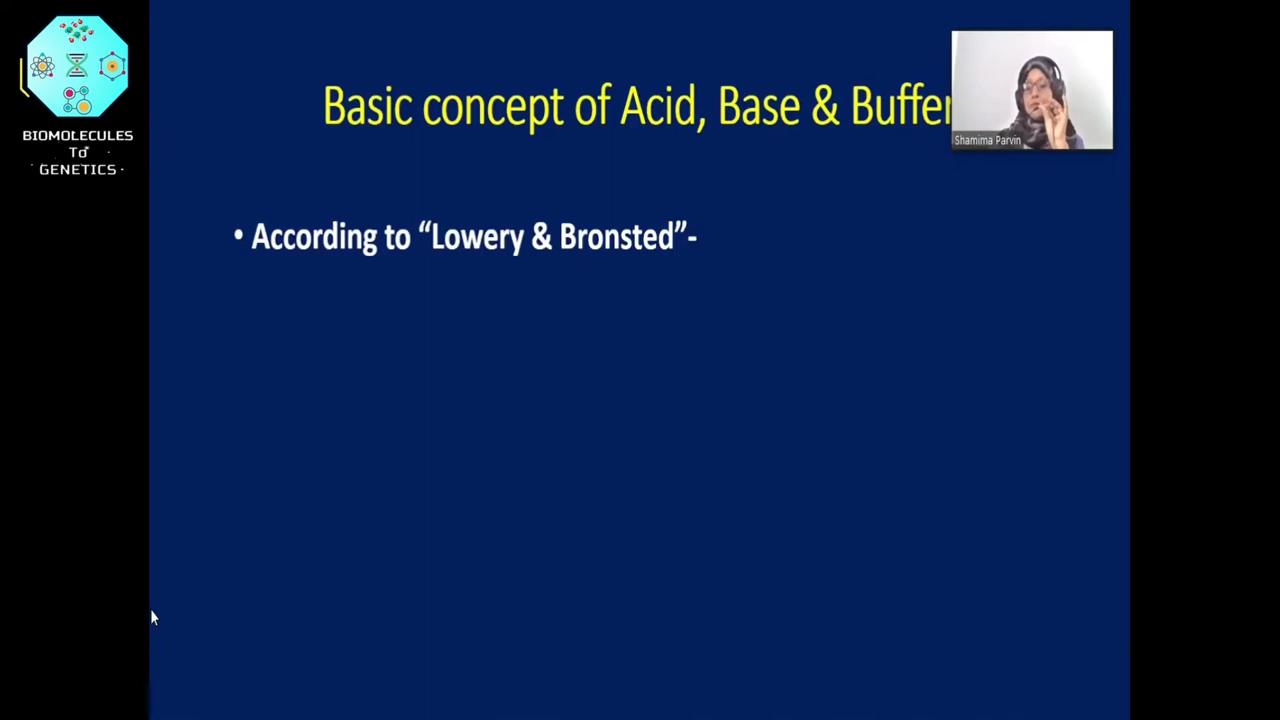 BIOMOLECULES
To
GENETICS
Basic concept of Acid, Base & Buffer
Shamima Parvin
• According to “Lowery & Bronsted”-